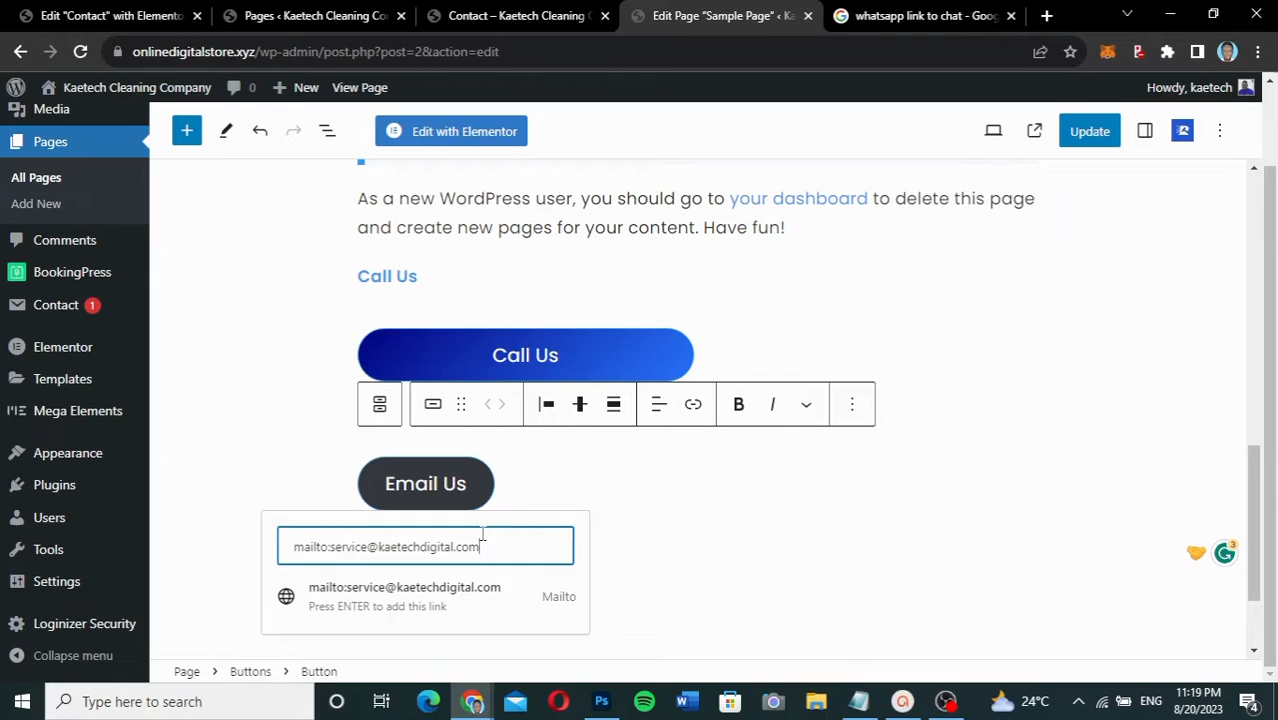 Edit "Contact" with Elemento
Pages ‹ Kaetech Cleaning Co
Contact – Kaetech Cleaning C
Edit Page "Sample Page" ‹ Ka
whatsapp link to chat - Goog
onlinedigitalstore.xyz/wp-admin/post.php?post=2&action=edit
Kaetech Cleaning Company
New
View Page
Howdy, kaetech
Media
Pages
All Pages
Add New
Comments
BookingPress
Contact 1
Elementor
Templates
Mega Elements
Appearance
Plugins
Users
Tools
Settings
Loginizer Security
Collapse menu
Edit with Elementor
Update
As a new WordPress user, you should go to your dashboard to delete this page
and create new pages for your content. Have fun!
Call Us
Call Us
B I
Email Us
mailto:service@kaetechdigital.com
mailto:service@kaetechdigital.com
Press ENTER to add this link
Mailto
3
Page
Buttons
Button
Type here to search
24°C
ENG
11:19 PM
8/20/2023
4